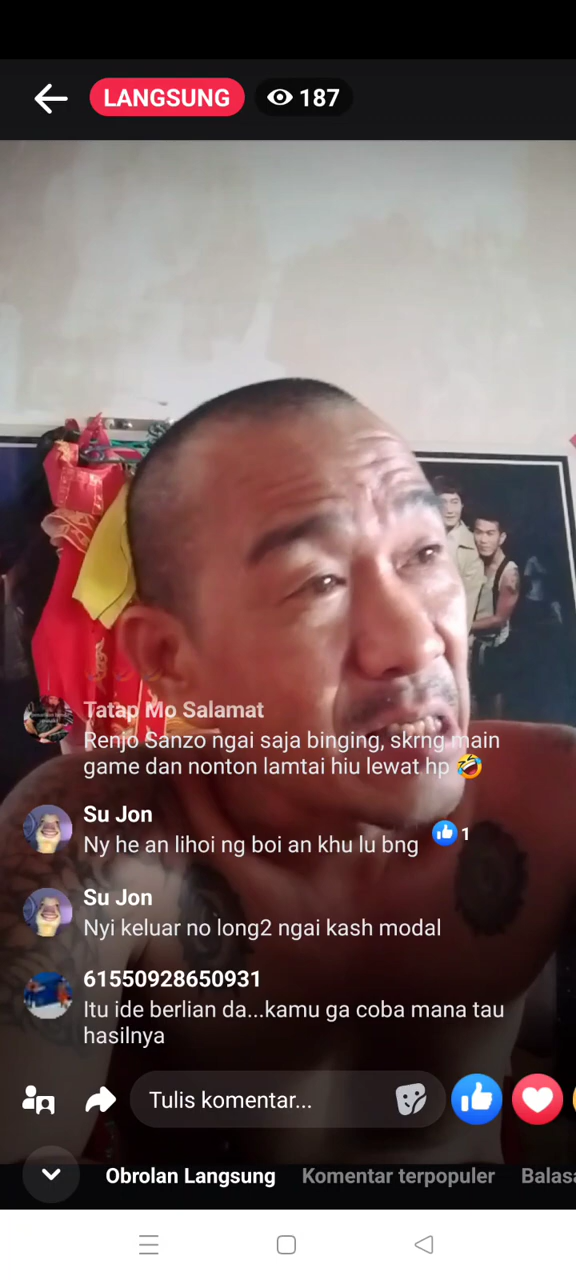 LANGSUNG
187
Tatap Mo Salamat
Renjo Sanzo ngai saja binging, skrng main
game dan nonton lamtai hiu lewat hp 🤣
Su Jon
Ny he an lihoi ng boi an khu lu bng
1
Su Jon
Nyi keluar no long2 ngai kash modal
61550928650931
Itu ide berlian da...kamu ga coba mana tau
hasilnya
Tulis komentar...
Obrolan Langsung
Komentar terpopuler
Balasa